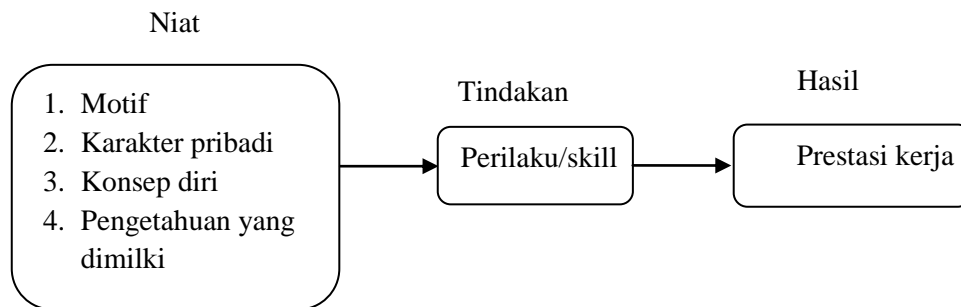 Niat
1. Motif
2. Karakter pribadi
3. Konsep diri
4. Pengetahuan yang
dimilki
Tindakan
Perilaku/skill
Hasil
Prestasi kerja